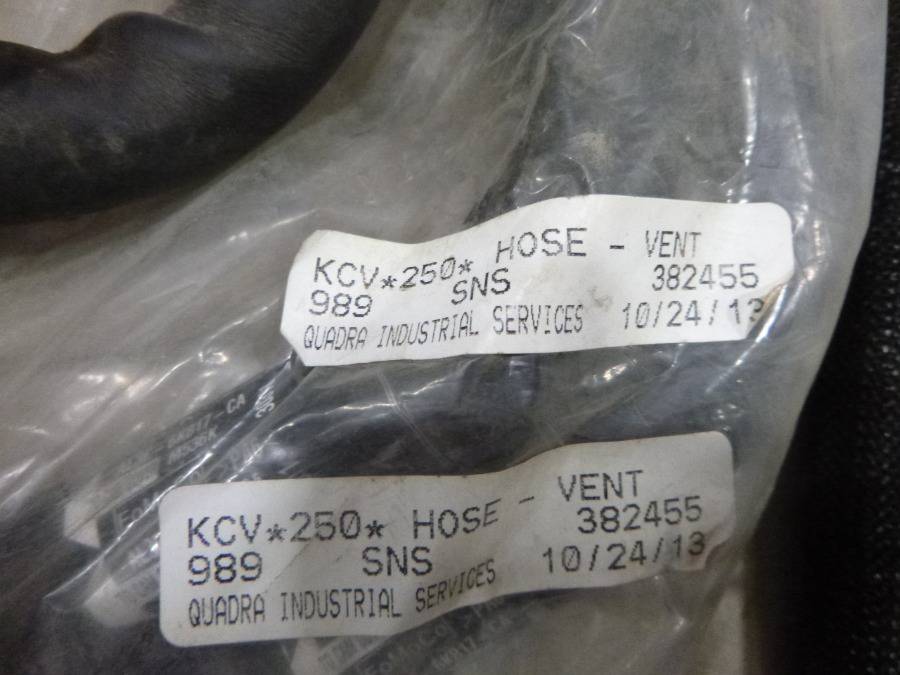 KCV*250* HOSE - VENT
989 SNS 382455
QUADRA INDUSTRIAL SERVICES 10/24/13
KCV*250* HOSE - VENT
989 SNS 382455
QUADRA INDUSTRIAL SERVICES 10/24/13
FoMoCo